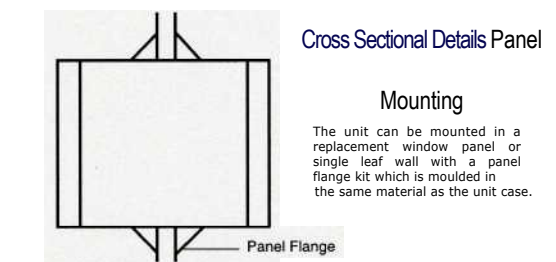 Cross Sectional Details Panel
Mounting
The unit can be mounted in a
replacement window panel or
single leaf wall with a panel
flange kit which is moulded in
the same material as the unit case.
Panel Flange